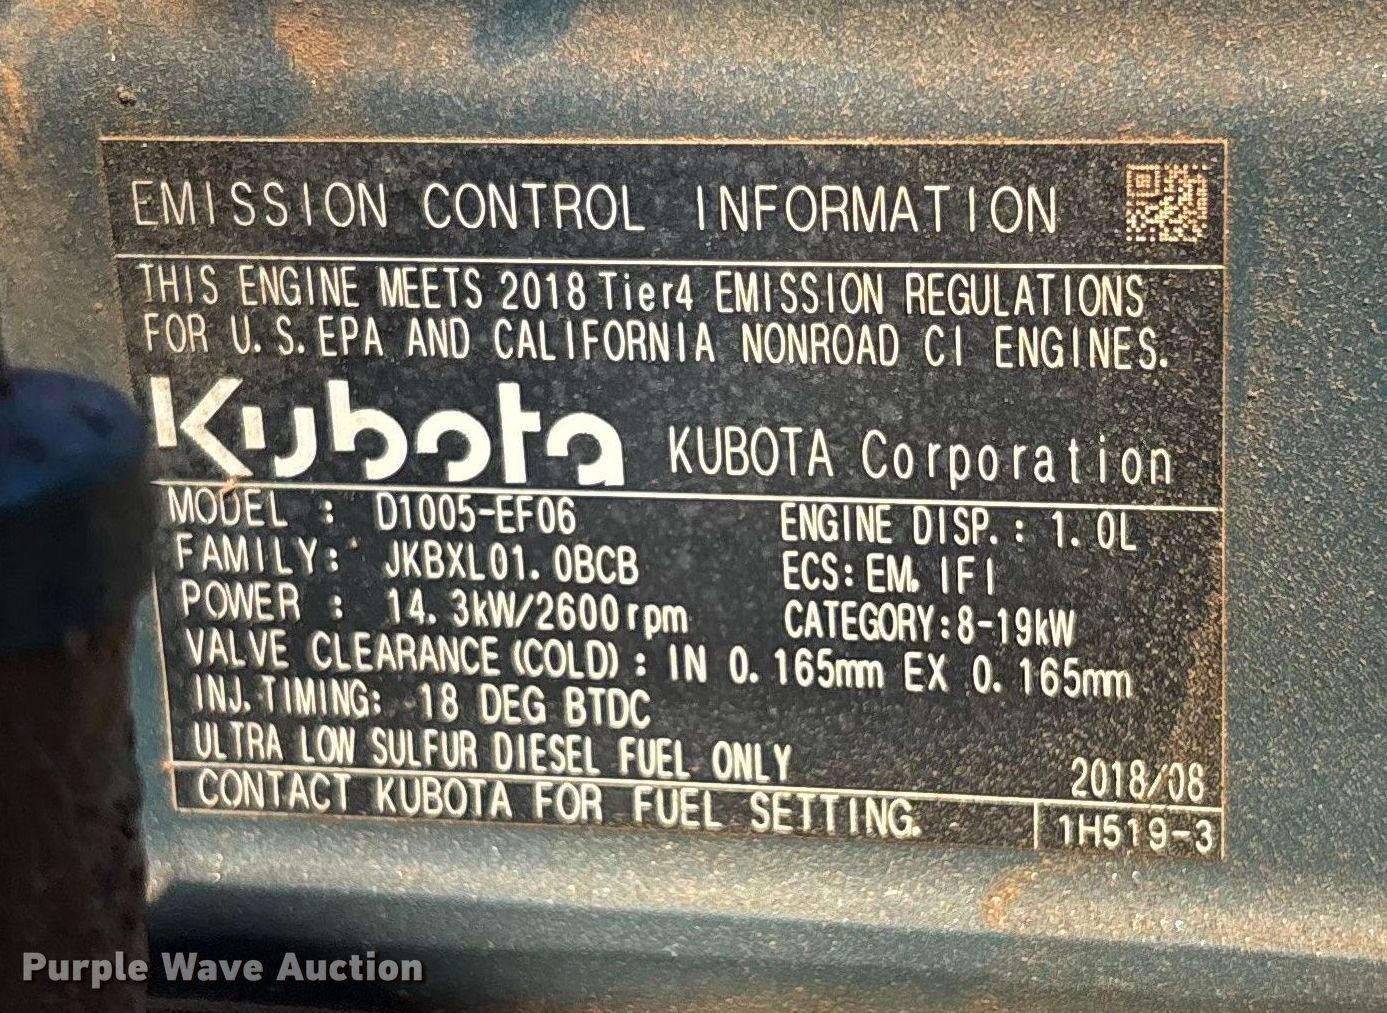 EMISSION CONTROL INFORMATION
THIS ENGINE MEETS 2018 Tier4 EMISSION REGULATIONS
FOR U.S. EPA AND CALIFORNIA NONROAD CI ENGINES.
Kubota KUBOTA Corporation
MODEL : D1005-EF06 ENGINE DISP. : 1.0L
FAMILY: JKBXL01.0BCB ECS: EM, IFI
POWER : 14.3kW/2600rpm CATEGORY:8-19kW
VALVE CLEARANCE (COLD) : IN 0.165mm EX 0.165mm
INJ. TIMING: 18 DEG BTDC
ULTRA LOW SULFUR DIESEL FUEL ONLY 2018/08
CONTACT KUBOTA FOR FUEL SETTING. 1H519-3
Purple Wave Auction